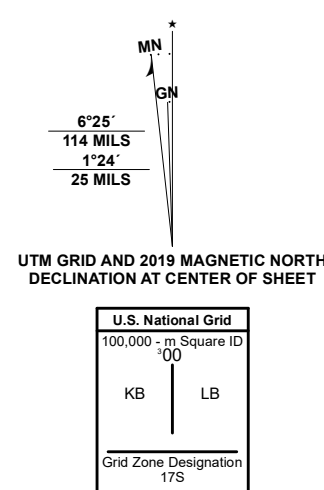 ★
MN
GN
6°25´
114 MILS
1°24´
25 MILS
UTM GRID AND 2019 MAGNETIC NORTH
DECLINATION AT CENTER OF SHEET
U.S. National Grid
100,000 - m Square ID
³00
KB LB
Grid Zone Designation
17S